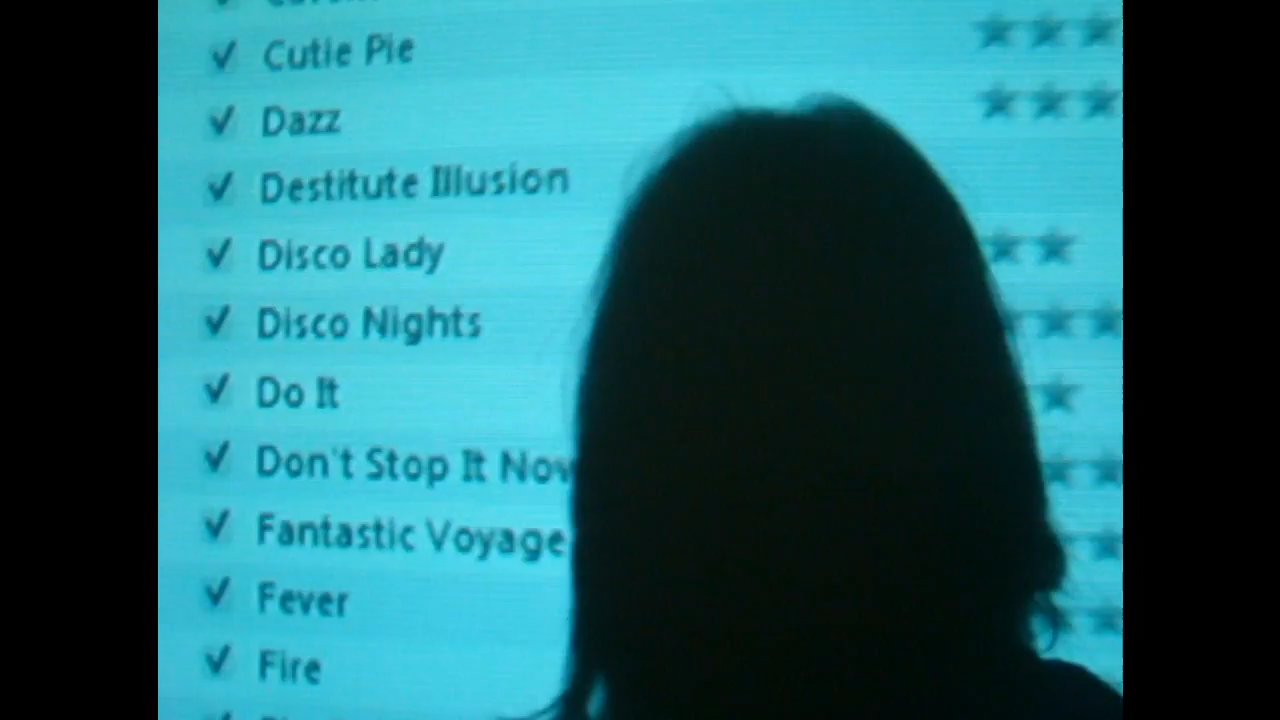 Cutie Pie
Dazz
Destitute Illusion
Disco Lady
Disco Nights
Do It
Don't Stop It Now
Fantastic Voyage
Fever
Fire